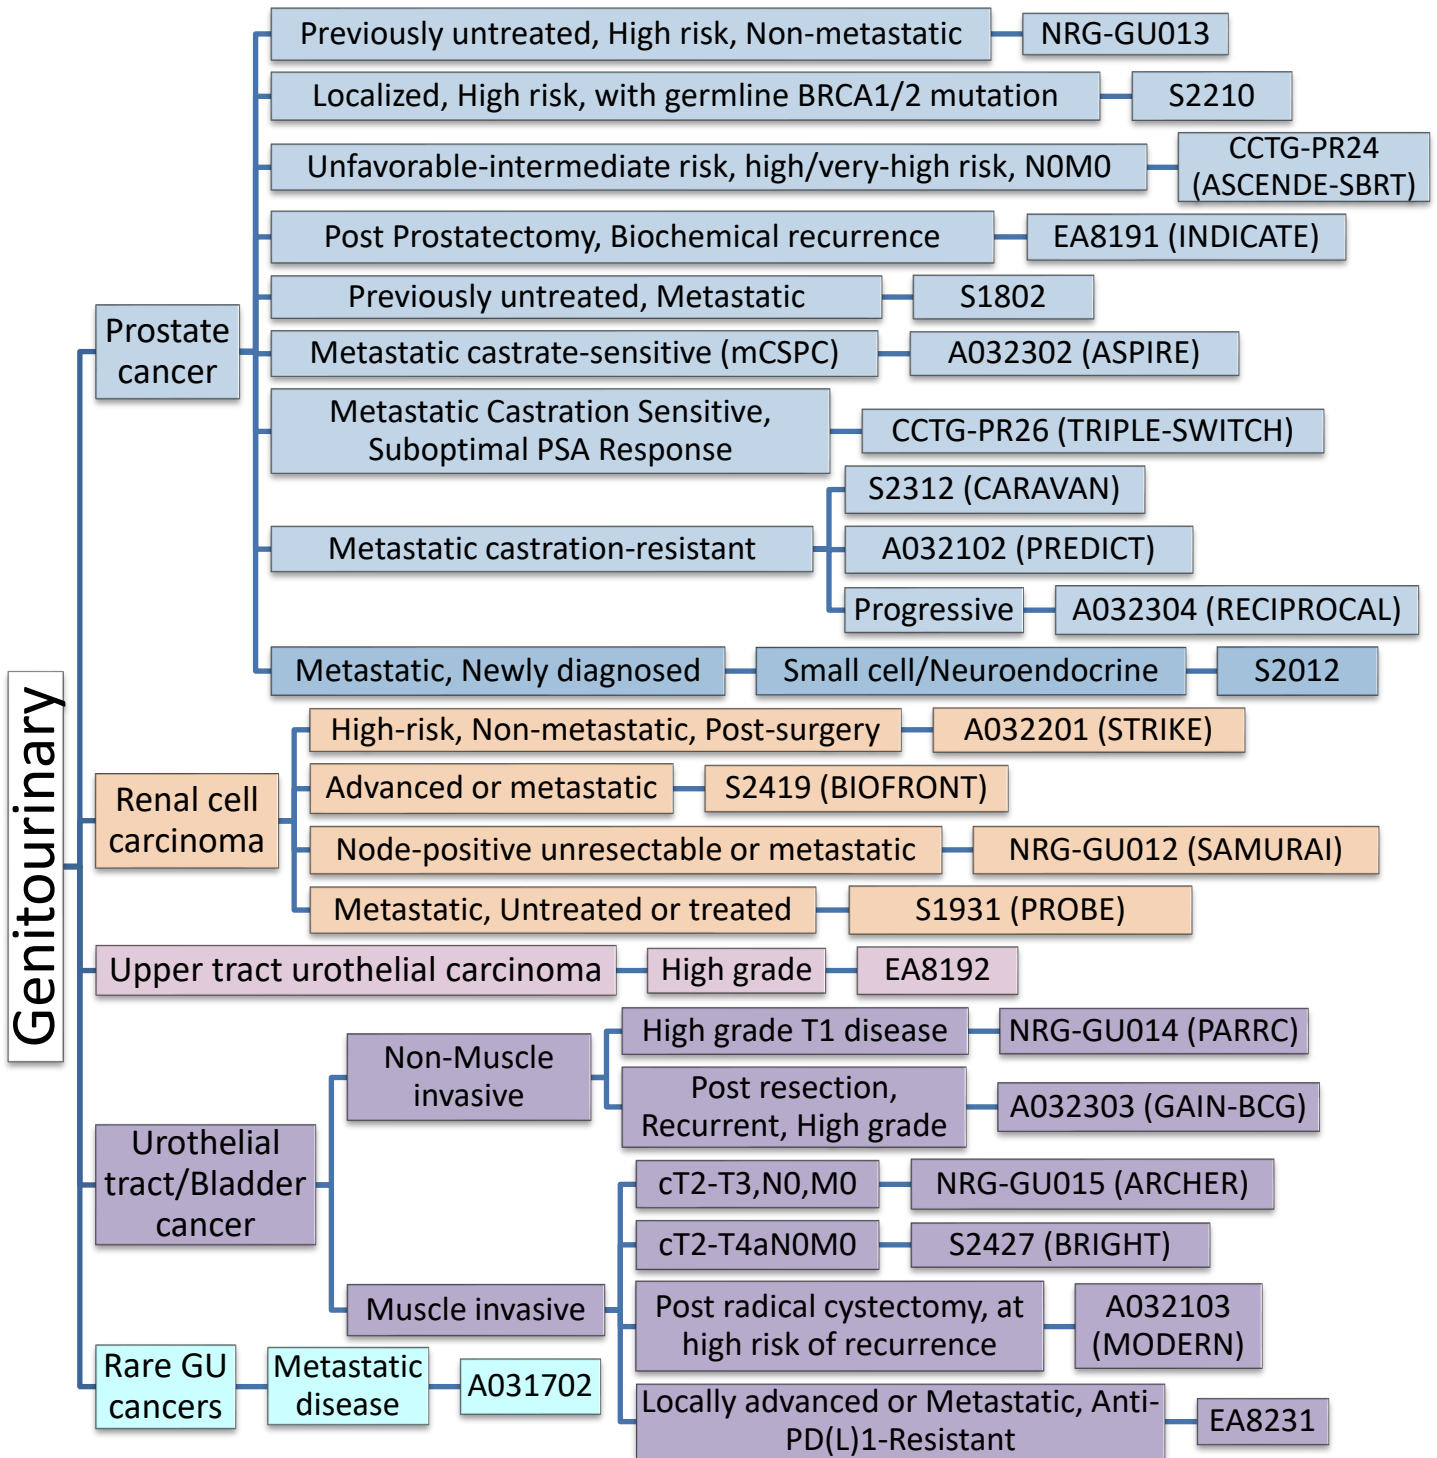 Genitourinary
Prostate
cancer
Previously untreated, High risk, Non-metastatic
NRG-GU013
Localized, High risk, with germline BRCA1/2 mutation
S2210
Unfavorable-intermediate risk, high/very-high risk, N0M0
CCTG-PR24
(ASCENDE-SBRT)
Post Prostatectomy, Biochemical recurrence
EA8191 (INDICATE)
Previously untreated, Metastatic
S1802
Metastatic castrate-sensitive (mCSPC)
A032302 (ASPIRE)
Metastatic Castration Sensitive,
Suboptimal PSA Response
CCTG-PR26 (TRIPLE-SWITCH)
Metastatic castration-resistant
S2312 (CARAVAN)
A032102 (PREDICT)
Progressive
A032304 (RECIPROCAL)
Metastatic, Newly diagnosed
Small cell/Neuroendocrine
S2012
Renal cell
carcinoma
High-risk, Non-metastatic, Post-surgery
A032201 (STRIKE)
Advanced or metastatic
S2419 (BIOFRONT)
Node-positive unresectable or metastatic
NRG-GU012 (SAMURAI)
Metastatic, Untreated or treated
S1931 (PROBE)
Upper tract urothelial carcinoma
High grade
EA8192
Urothelial
tract/Bladder
cancer
Non-Muscle
invasive
High grade T1 disease
NRG-GU014 (PARRC)
Post resection,
Recurrent, High grade
A032303 (GAIN-BCG)
Muscle invasive
cT2-T3,N0,M0
NRG-GU015 (ARCHER)
cT2-T4aN0M0
S2427 (BRIGHT)
Post radical cystectomy, at
high risk of recurrence
A032103
(MODERN)
Locally advanced or Metastatic, Anti-
PD(L)1-Resistant
EA8231
Rare GU
cancers
Metastatic
disease
A031702